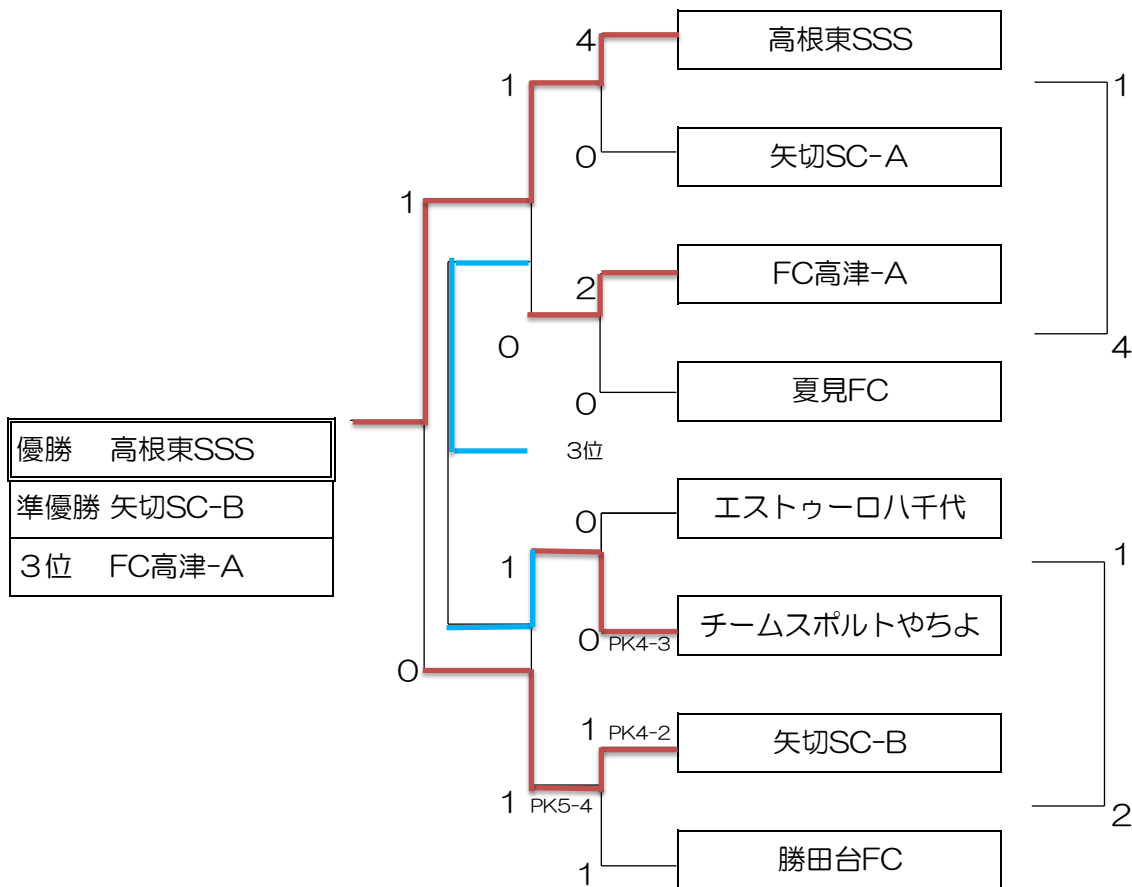 4
高根東SSS
1
1
0
矢切SC-A
1
2
FC高津-A
0
4
0
夏見FC
3位
優勝 高根東SSS
準優勝 矢切SC-B
3位 FC高津-A
0
エストゥーロ八千代
1
1
0 PK4-3
チームスポルトやちよ
0
1 PK4-2
矢切SC-B
1 PK5-4
2
1
勝田台FC